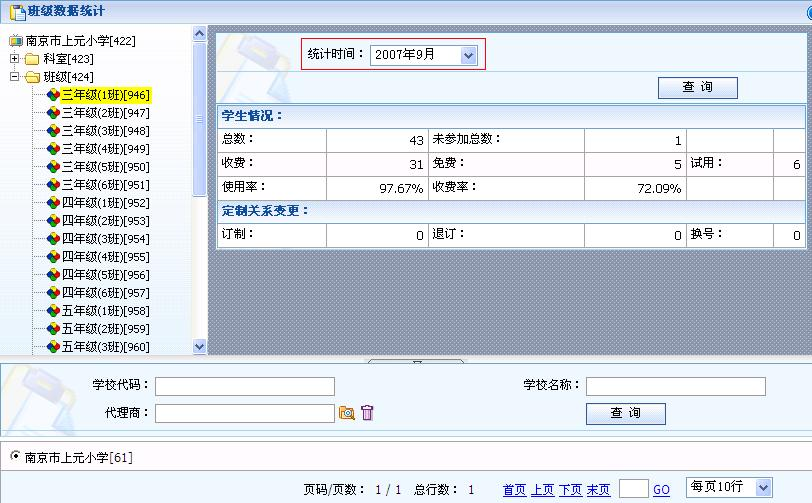 班级数据统计
南京市上元小学[422]
科室[423]
班级[424]
三年级(1班)[946]
三年级(2班)[947]
三年级(3班)[948]
三年级(4班)[949]
三年级(5班)[950]
三年级(6班)[951]
四年级(1班)[952]
四年级(2班)[953]
四年级(3班)[954]
四年级(4班)[955]
四年级(5班)[956]
四年级(6班)[957]
五年级(1班)[958]
五年级(2班)[959]
五年级(3班)[960]
统计时间： 2007年9月
查 询
学生情况：
总数： 43 未参加总数： 1
收费： 31 免费： 5 试用： 6
使用率： 97.67% 收费率： 72.09%
定制关系变更：
订制： 0 退订： 0 换号： 0
学校代码： 学校名称：
代理商： 查 询
南京市上元小学[61]
页码/页数： 1 / 1 总行数： 1 首页 上页 下页 末页 GO 每页10行